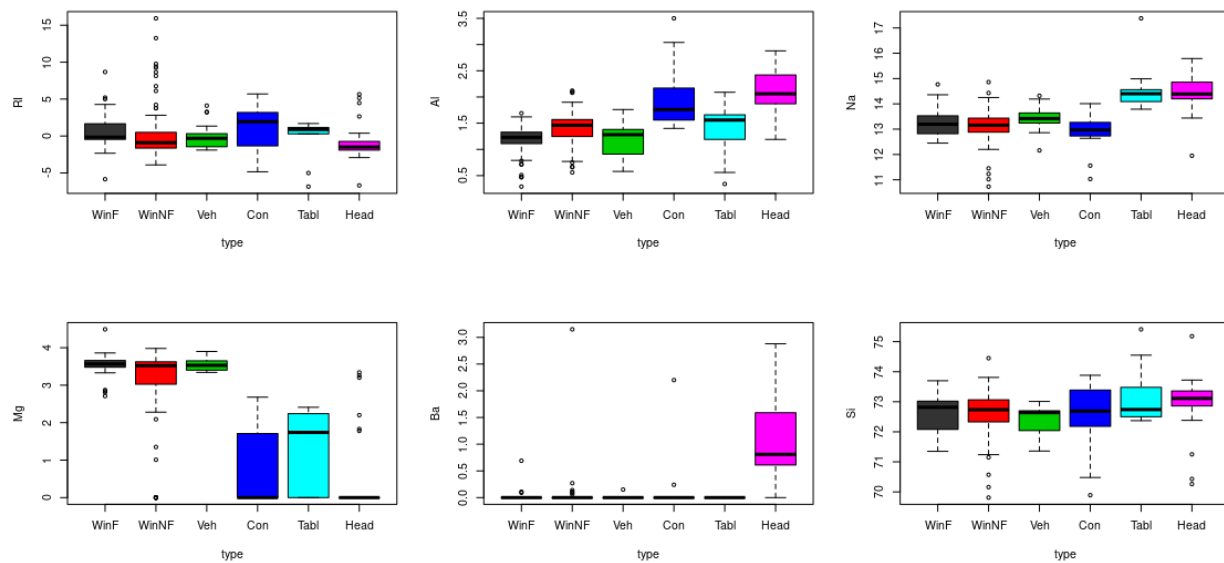 RI
15
10
5
0
-5
WinF WinNF Veh Con Tabl Head
type
Al
3.5
2.5
1.5
0.5
WinF WinNF Veh Con Tabl Head
type
Na
17
16
15
14
13
12
11
WinF WinNF Veh Con Tabl Head
type
Mg
4
3
2
1
0
WinF WinNF Veh Con Tabl Head
type
Ba
3.0
2.5
2.0
1.5
1.0
0.5
0.0
WinF WinNF Veh Con Tabl Head
type
Si
75
74
73
72
71
70
WinF WinNF Veh Con Tabl Head
type